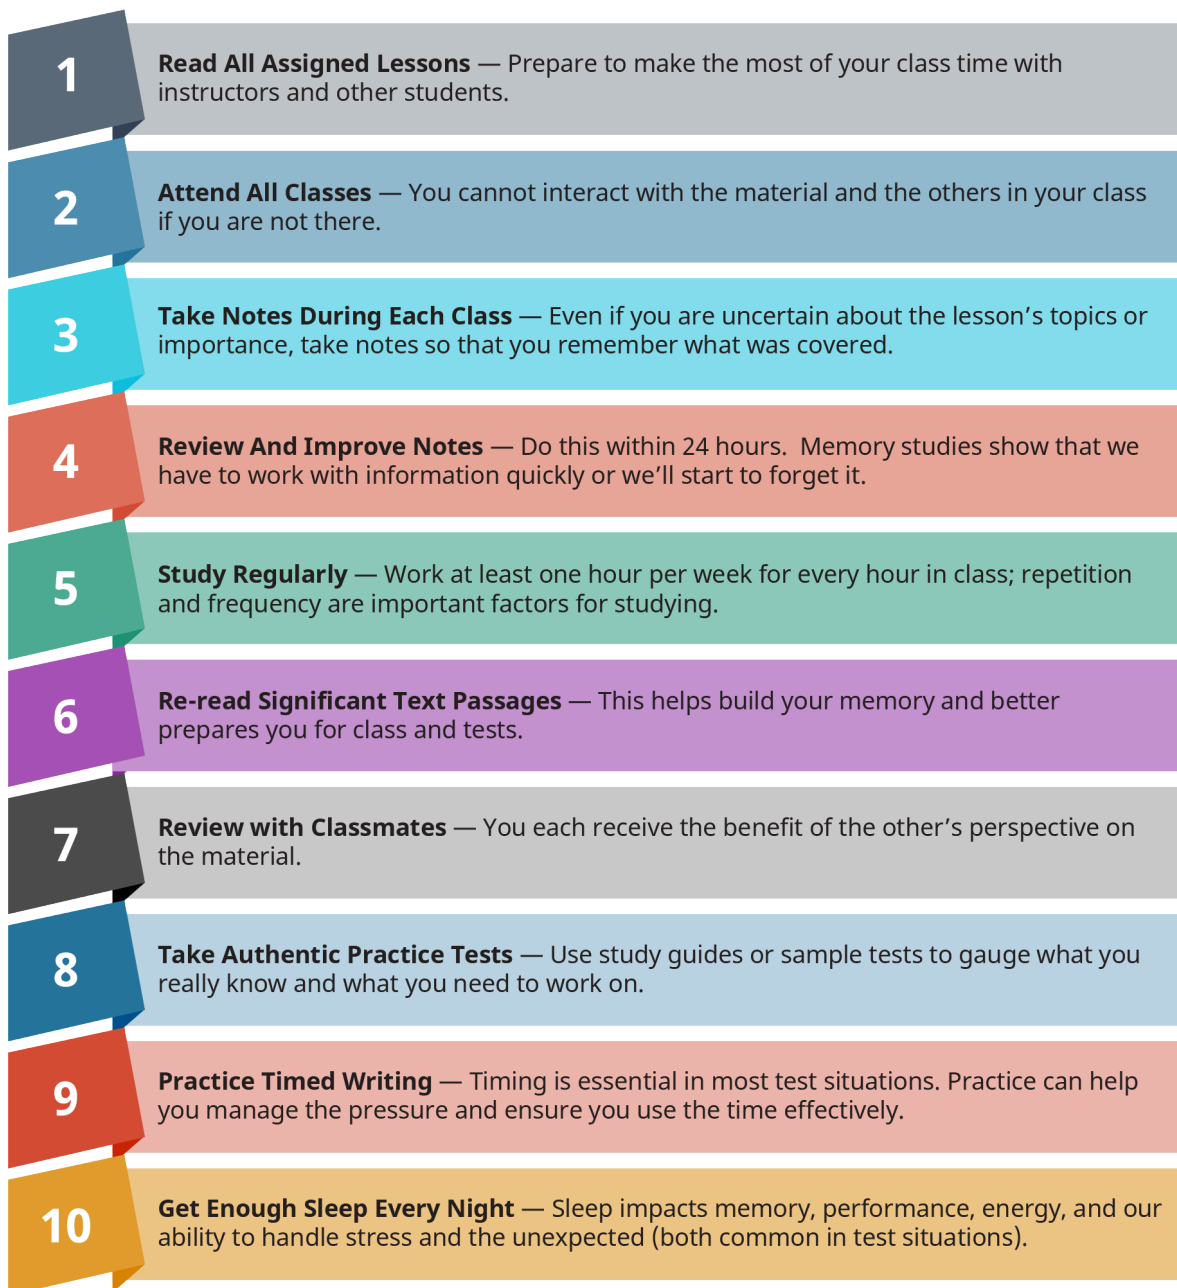 1
Read All Assigned Lessons — Prepare to make the most of your class time with
instructors and other students.
2
Attend All Classes — You cannot interact with the material and the others in your class
if you are not there.
3
Take Notes During Each Class — Even if you are uncertain about the lesson’s topics or
importance, take notes so that you remember what was covered.
4
Review And Improve Notes — Do this within 24 hours.  Memory studies show that we
have to work with information quickly or we’ll start to forget it.
5
Study Regularly — Work at least one hour per week for every hour in class; repetition
and frequency are important factors for studying.
6
Re-read Significant Text Passages — This helps build your memory and better
prepares you for class and tests.
7
Review with Classmates — You each receive the benefit of the other’s perspective on
the material.
8
Take Authentic Practice Tests — Use study guides or sample tests to gauge what you
really know and what you need to work on.
9
Practice Timed Writing — Timing is essential in most test situations. Practice can help
you manage the pressure and ensure you use the time effectively.
10
Get Enough Sleep Every Night — Sleep impacts memory, performance, energy, and our
ability to handle stress and the unexpected (both common in test situations).